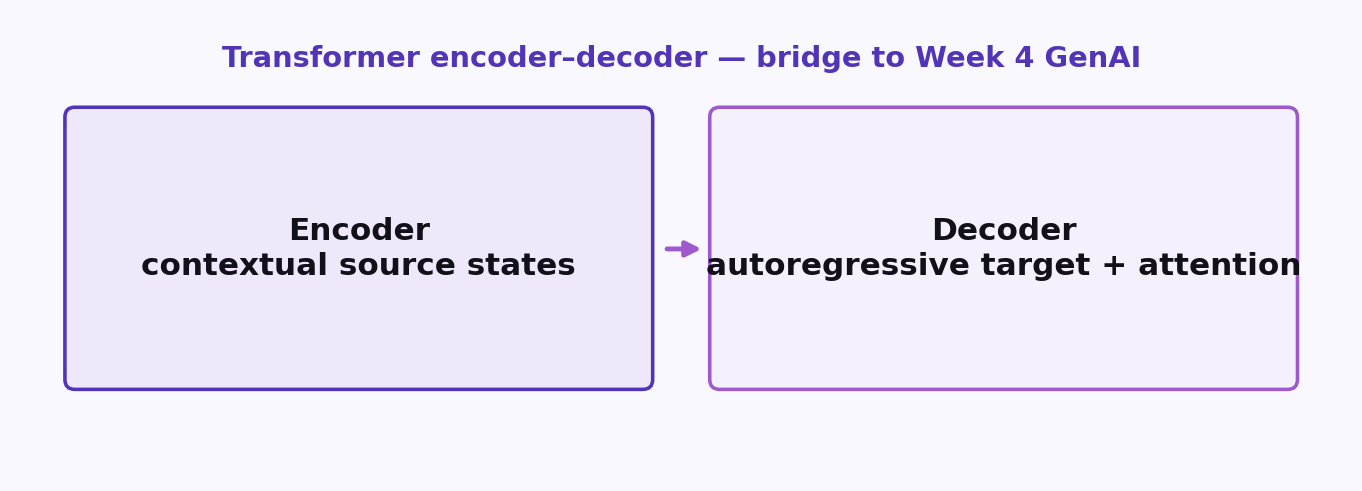 Transformer encoder–decoder — bridge to Week 4 GenAI
Encoder
contextual source states
Decoder
autoregressive target + attention